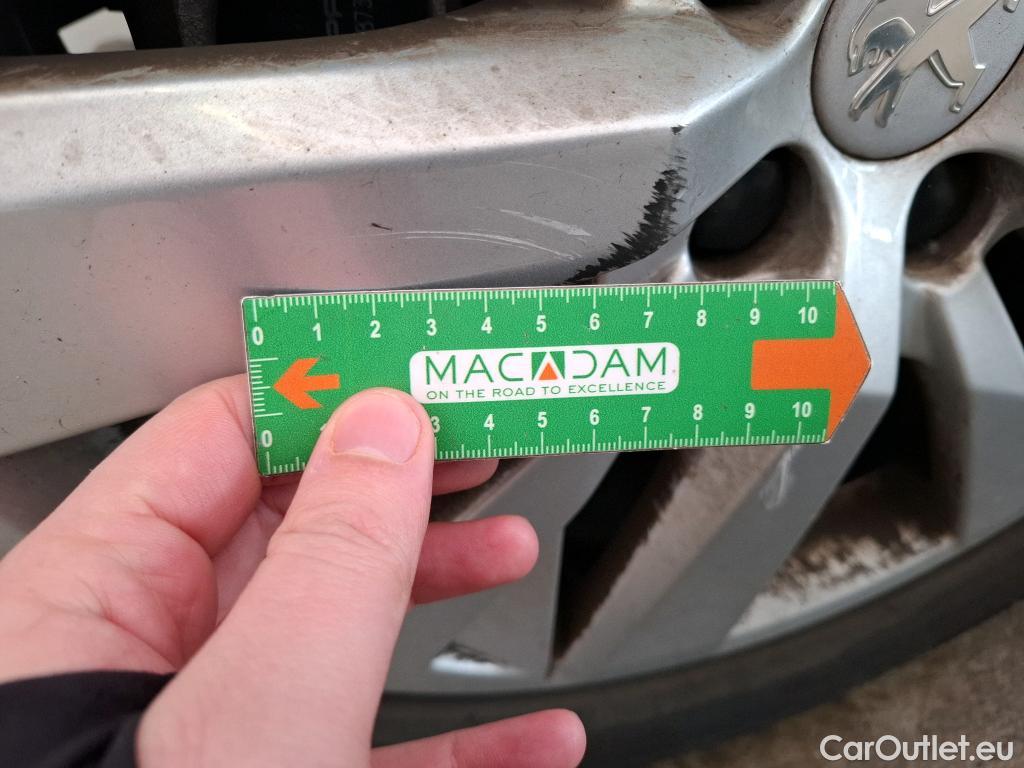 0 1 2 3 4 5 6 7 8 9 10
MACADAM
ON THE ROAD TO EXCELLENCE
0 3 4 5 6 7 8 9 10
CarOutlet.eu